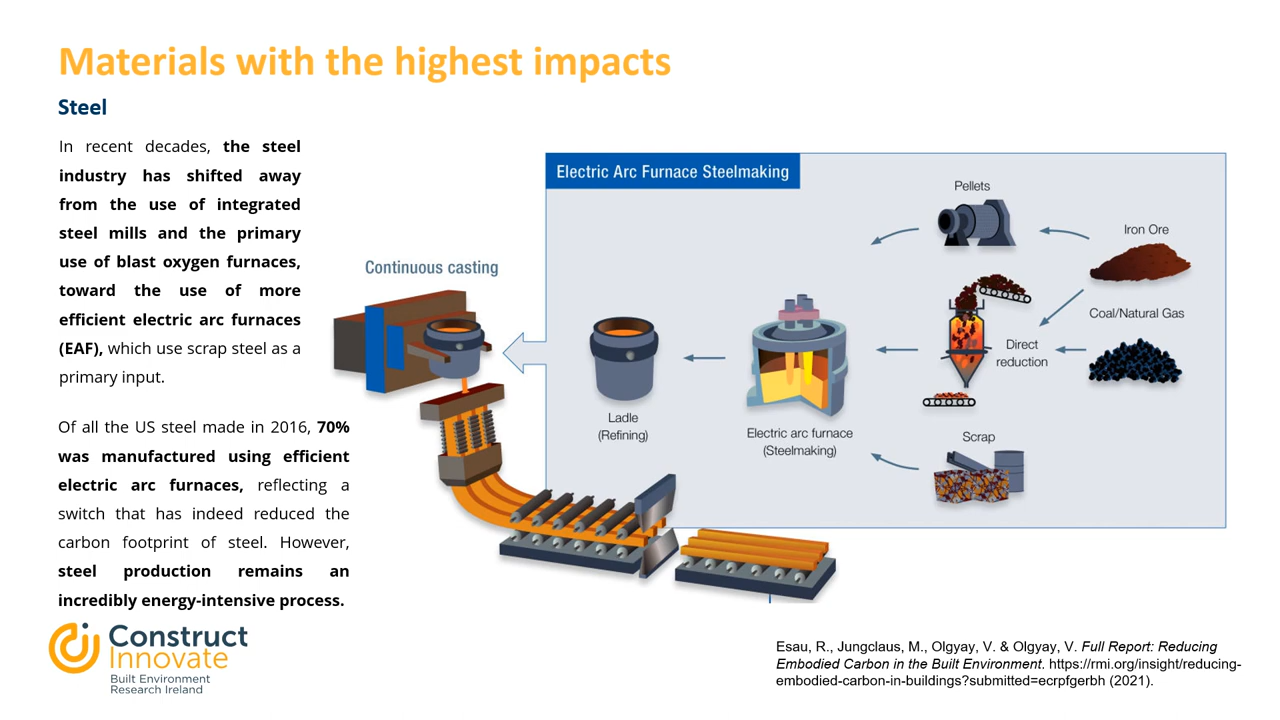 Materials with the highest impacts
Steel
In recent decades, the steel
industry has shifted away
from the use of integrated
steel mills and the primary
use of blast oxygen furnaces,
toward the use of more
efficient electric arc furnaces
(EAF), which use scrap steel as a
primary input.
Of all the US steel made in 2016, 70%
was manufactured using efficient
electric arc furnaces, reflecting a
switch that has indeed reduced the
carbon footprint of steel. However,
steel production remains an
incredibly energy-intensive process.
Continuous casting
Electric Arc Furnace Steelmaking
Pellets
Iron Ore
Coal/Natural Gas
Direct
reduction
Ladle
(Refining)
Electric arc furnace
(Steelmaking)
Scrap
Construct
Innovate
Built Environment
Research Ireland
Esau, R., Jungclaus, M., Olgyay, V. & Olgyay, V. Full Report: Reducing
Embodied Carbon in the Built Environment. https://rmi.org/insight/reducing-
embodied-carbon-in-buildings?submitted=ecrpfgerbh (2021).